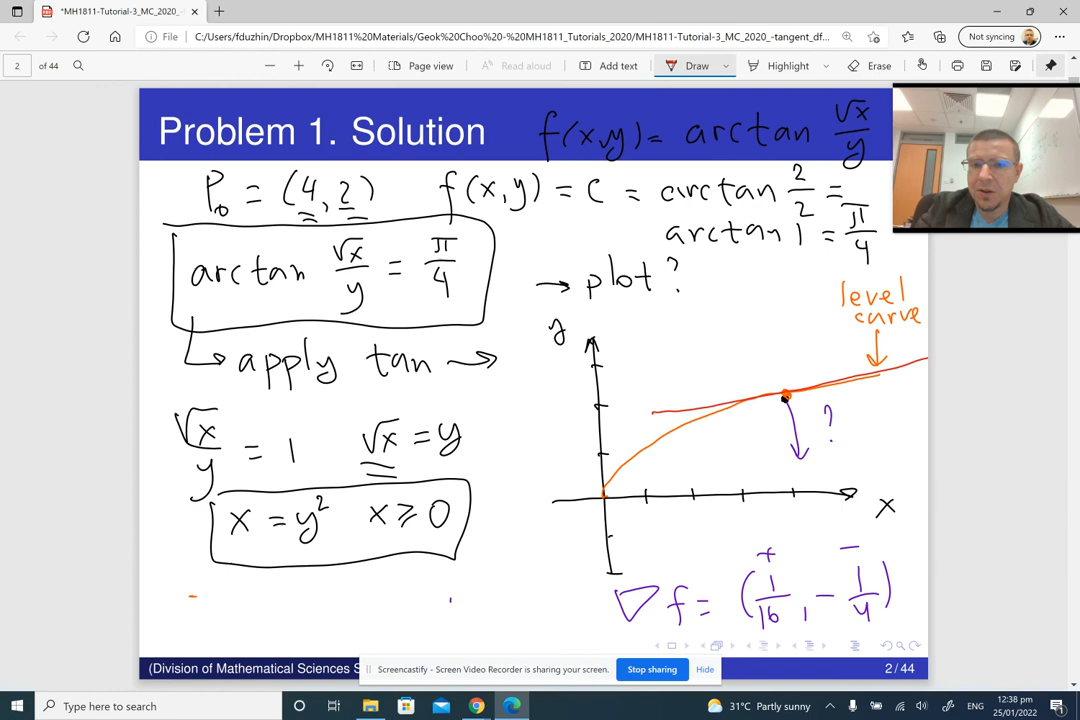 *MH1811-Tutorial-3_MC_2020_-
File
C:/Users/fduzhin/Dropbox/MH1811%20Materials/Geok%20Choo%20-%20MH1811_Tutorials_2020/MH1811-Tutorial-3_MC_2020_-tangent_df...
Not syncing
2 of 44
Page view
Read aloud
Add text
Draw
Highlight
Erase
Problem 1. Solution
f(x,y) = arctan √x/y
P₀ = (4, 2) f(x,y) = C = arctan 2/2 =
arctan 1 = π/4
arctan √x/y = π/4
→ plot ?
level
curve
y
↳ apply tan →
√x/y = 1 √x = y
?
x = y² x ⩾ 0
x
+ −
∇f = (1/16, −1/4)
(Division of Mathematical Sciences S
2 / 44
Screencastify - Screen Video Recorder is sharing your screen.
Stop sharing
Hide
Type here to search
31°C Partly sunny
ENG
12:38 pm
25/01/2022
1